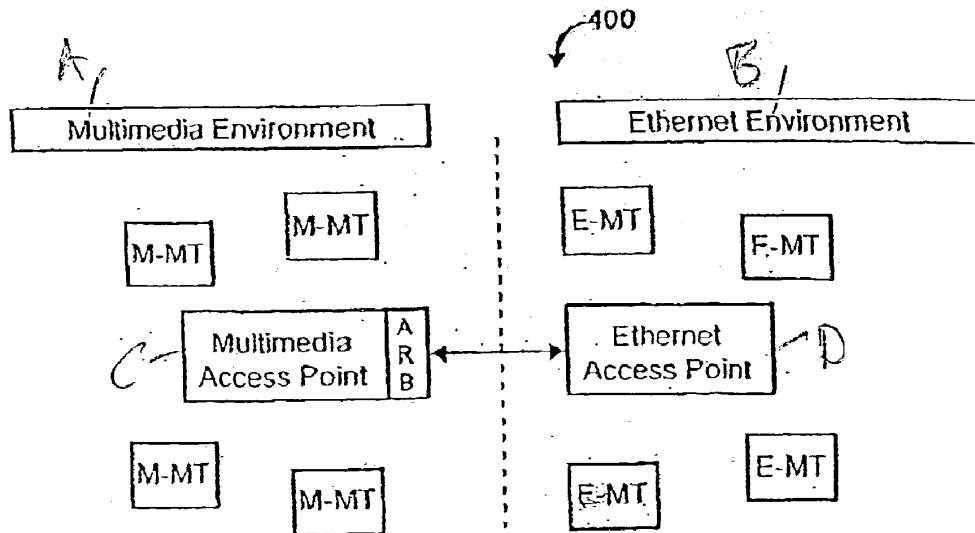 400
A
B
Multimedia Environment
Ethernet Environment
M-MT
M-MT
E-MT
F-MT
C
Multimedia
Access Point
A
R
B
Ethernet
Access Point
D
M-MT
M-MT
E-MT
E-MT